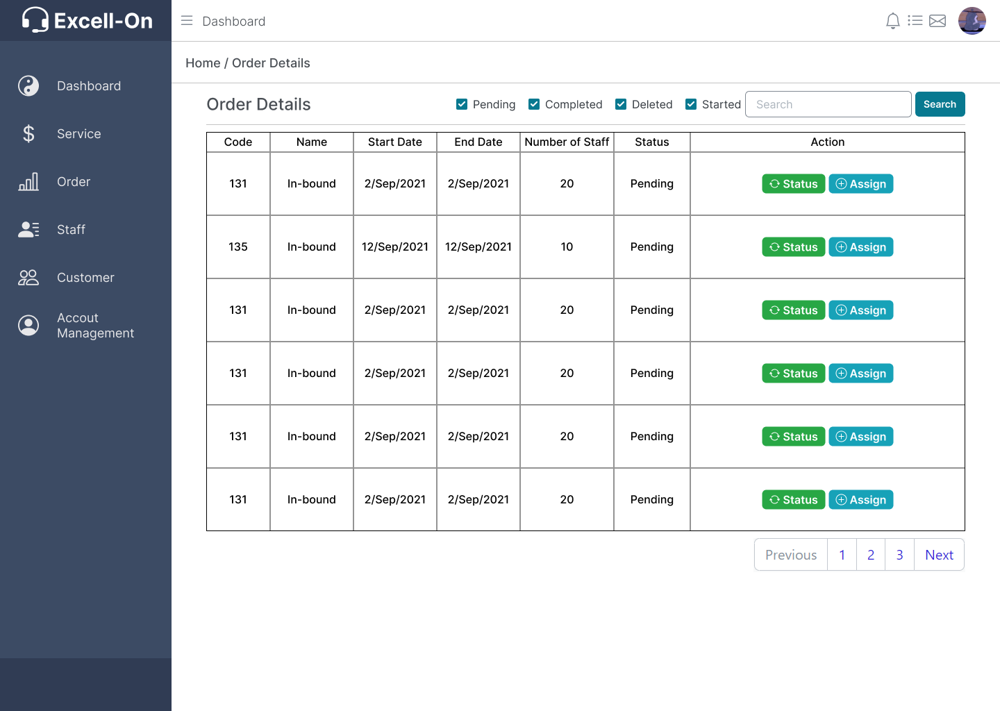 Excell-On
Dashboard
Home / Order Details
Dashboard
Service
Order
Staff
Customer
Accout
Management
Order Details
Pending Completed Deleted Started Search Search
Code Name Start Date End Date Number of Staff Status Action
131 In-bound 2/Sep/2021 2/Sep/2021 20 Pending Status Assign
135 In-bound 12/Sep/2021 12/Sep/2021 10 Pending Status Assign
131 In-bound 2/Sep/2021 2/Sep/2021 20 Pending Status Assign
131 In-bound 2/Sep/2021 2/Sep/2021 20 Pending Status Assign
131 In-bound 2/Sep/2021 2/Sep/2021 20 Pending Status Assign
131 In-bound 2/Sep/2021 2/Sep/2021 20 Pending Status Assign
Previous 1 2 3 Next